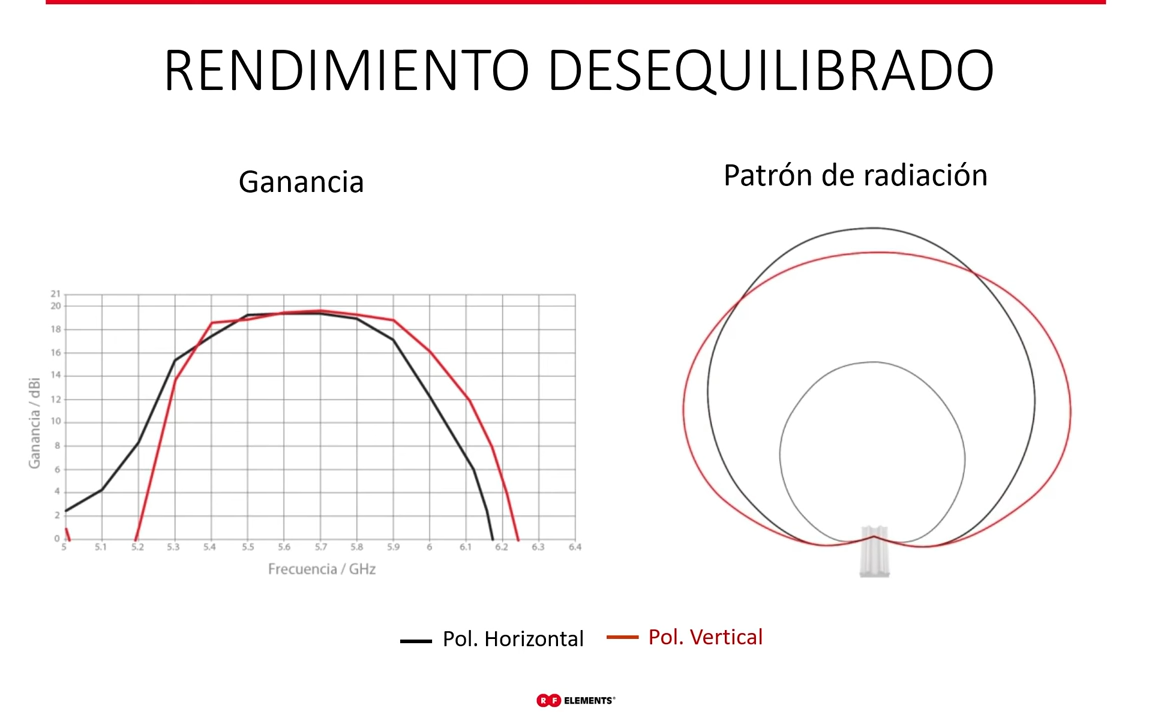 RENDIMIENTO DESEQUILIBRADO
Ganancia
Patrón de radiación
21
20
18
16
14
12
10
8
6
4
2
0
Ganancia / dBi
5 5.1 5.2 5.3 5.4 5.5 5.6 5.7 5.8 5.9 6 6.1 6.2 6.3 6.4
Frecuencia / GHz
Pol. Horizontal Pol. Vertical
RF ELEMENTS